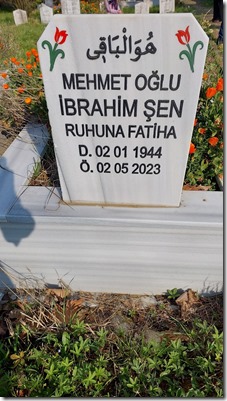 هُوَ الْبَاقِي
MEHMET OĞLU
İBRAHİM ŞEN
RUHUNA FATİHA
D. 02 01 1944
Ö. 02 05 2023